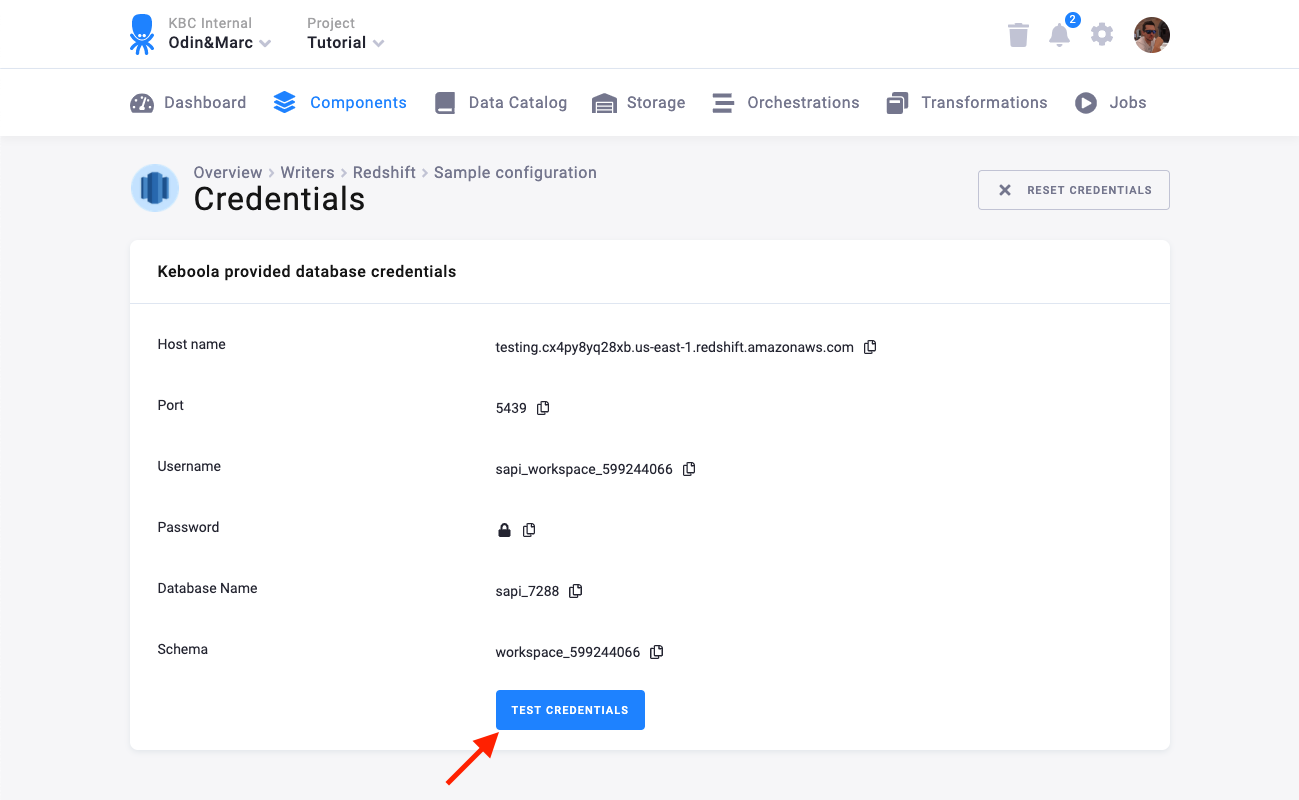 KBC Internal
Odin&Marc
Project
Tutorial
2
Dashboard
Components
Data Catalog
Storage
Orchestrations
Transformations
Jobs
Overview > Writers > Redshift > Sample configuration
Credentials
RESET CREDENTIALS
Keboola provided database credentials
Host name
testing.cx4py8yq28xb.us-east-1.redshift.amazonaws.com
Port
5439
Username
sapi_workspace_599244066
Password
Database Name
sapi_7288
Schema
workspace_599244066
TEST CREDENTIALS